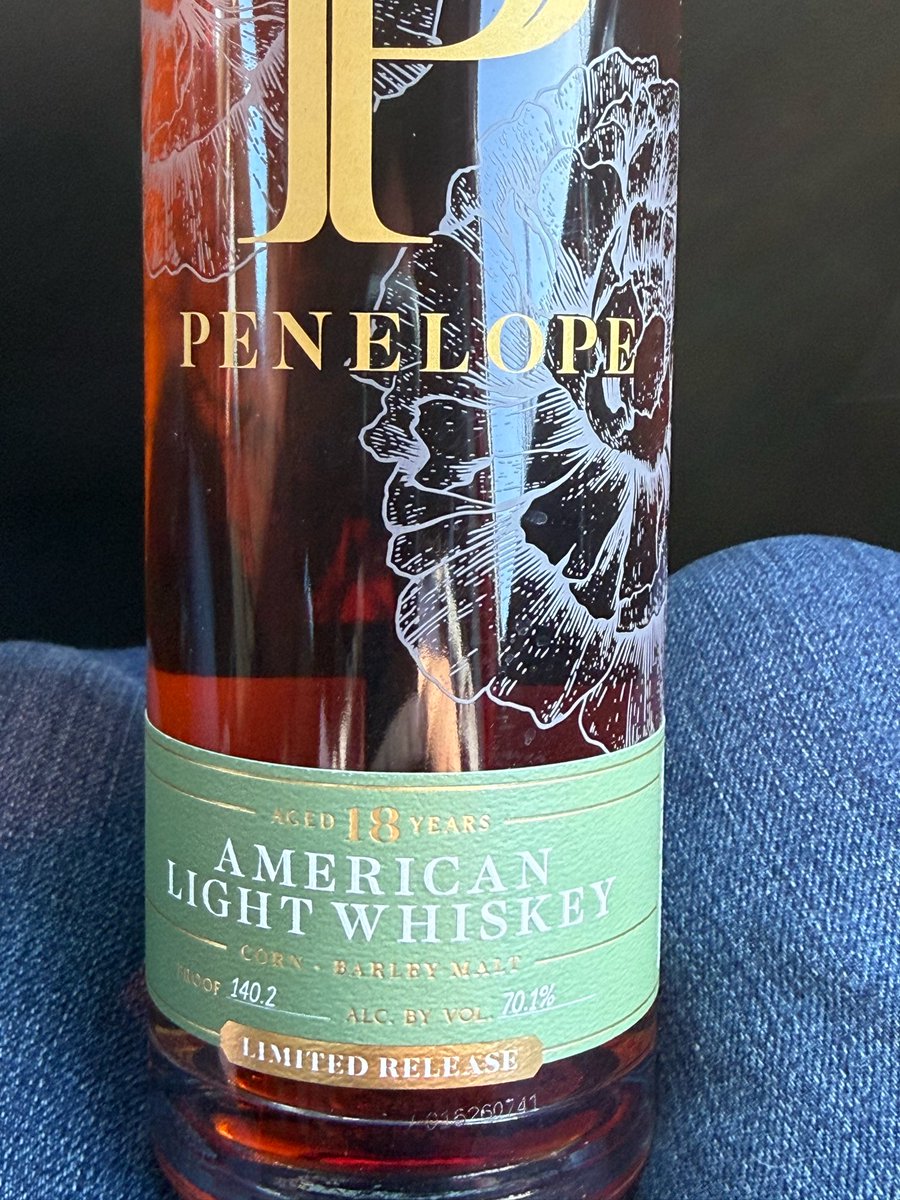 P
PENELOPE
AGED 18 YEARS
AMERICAN
LIGHT WHISKEY
CORN · BARLEY MALT
PROOF 140.2 ALC. BY VOL. 70.1%
LIMITED RELEASE